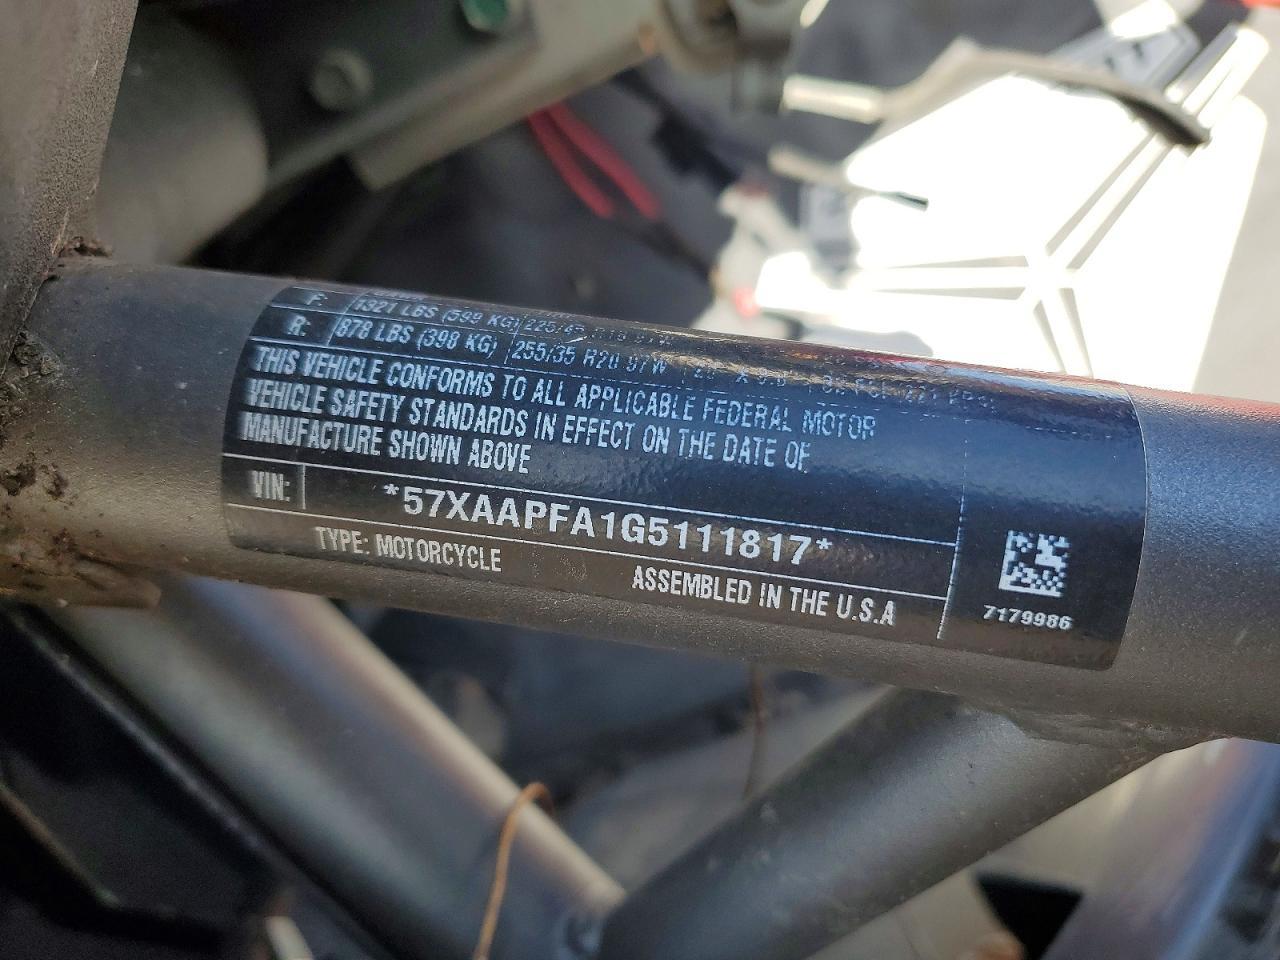 F: 1321 LBS (599 KG) 225/45
R: 878 LBS (398 KG) 255/35 R20 97W
THIS VEHICLE CONFORMS TO ALL APPLICABLE FEDERAL MOTOR
VEHICLE SAFETY STANDARDS IN EFFECT ON THE DATE OF
MANUFACTURE SHOWN ABOVE
VIN: *57XAAPFA1G5111817*
TYPE: MOTORCYCLE ASSEMBLED IN THE U.S.A
7179986